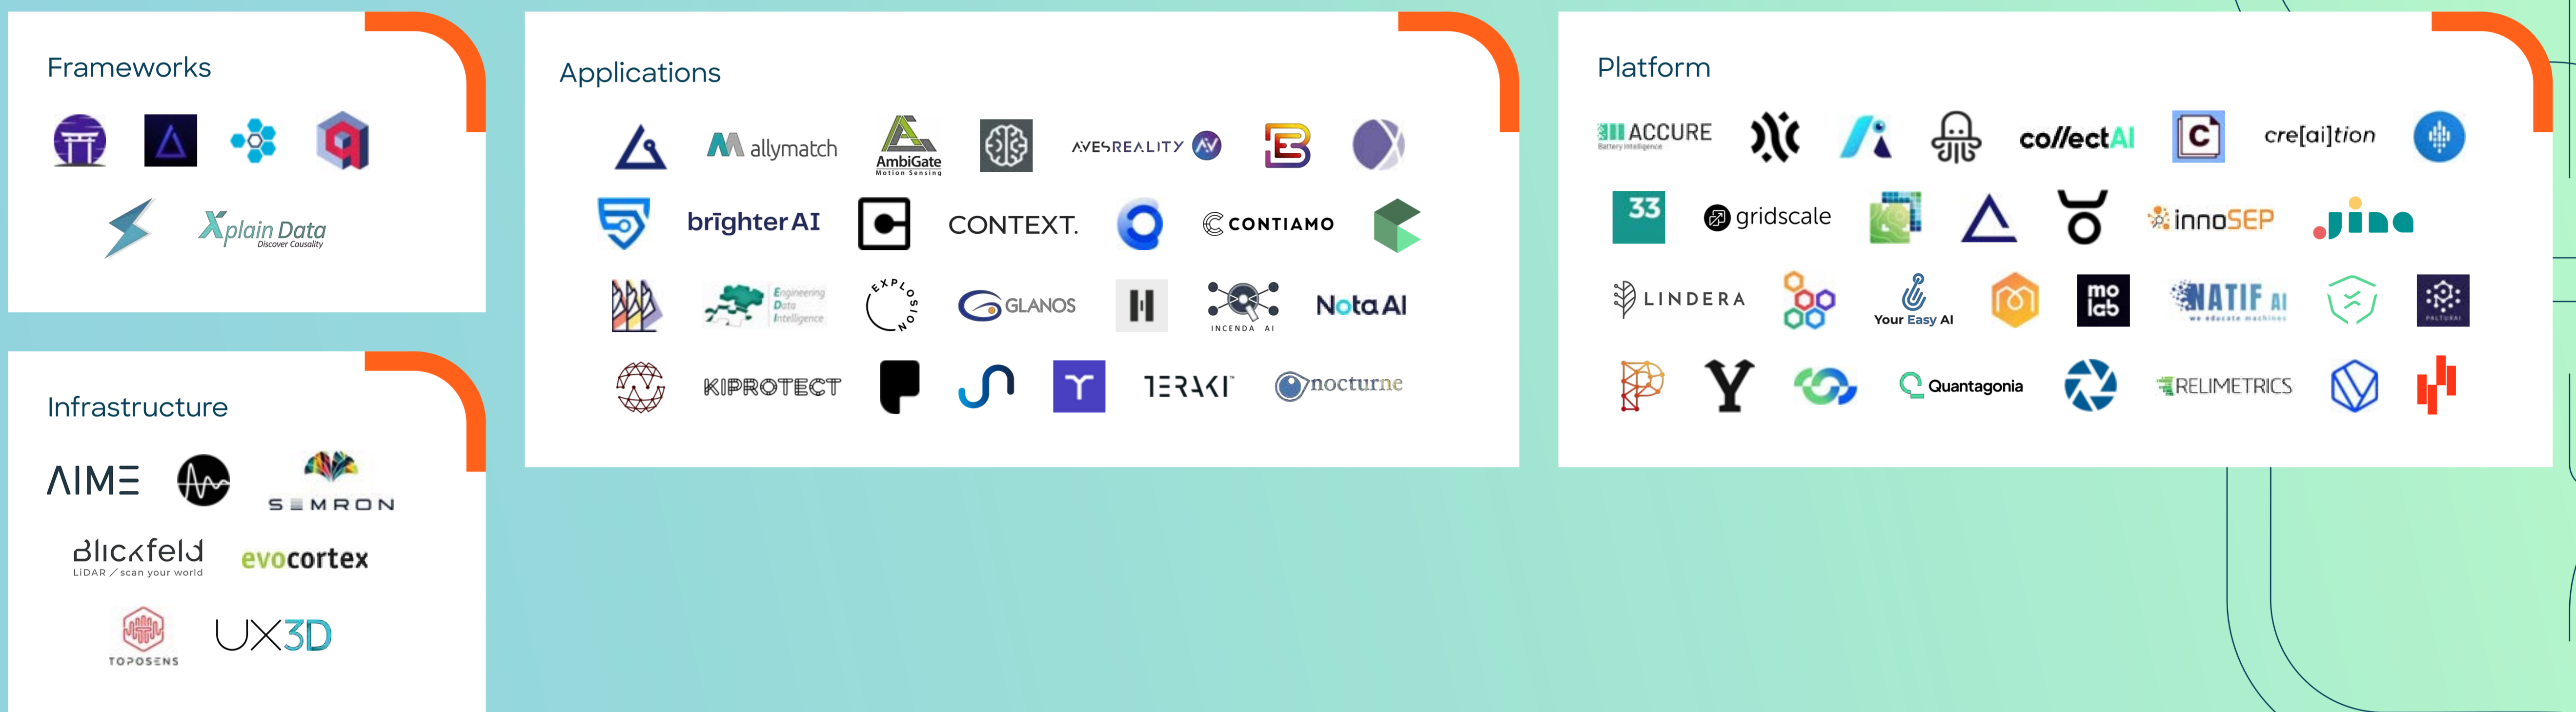 Frameworks
Xplain Data
Discover Causality
Infrastructure
AIME
SEMRON
Blickfeld
LiDAR / scan your world
evocortex
TOPOSENS
UX3D
Applications
allymatch
AmbiGate
Motion Sensing
AVESREALITY AV
brighter AI
CONTEXT.
CONTIAMO
Engineering
Data
Intelligence
EXPLOSION
GLANOS
INCENDA AI
Nota AI
KIPROTECT
TERAKI™
nocturne
Platform
ACCURE
Battery Intelligence
collectAI
C
cre[ai]tion
33
gridscale
innoSEP
jina
LINDERA
Your Easy AI
mo
lab
NATIF AI
we educate machines
PALTURAI
P
Y
Quantagonia
RELIMETRICS